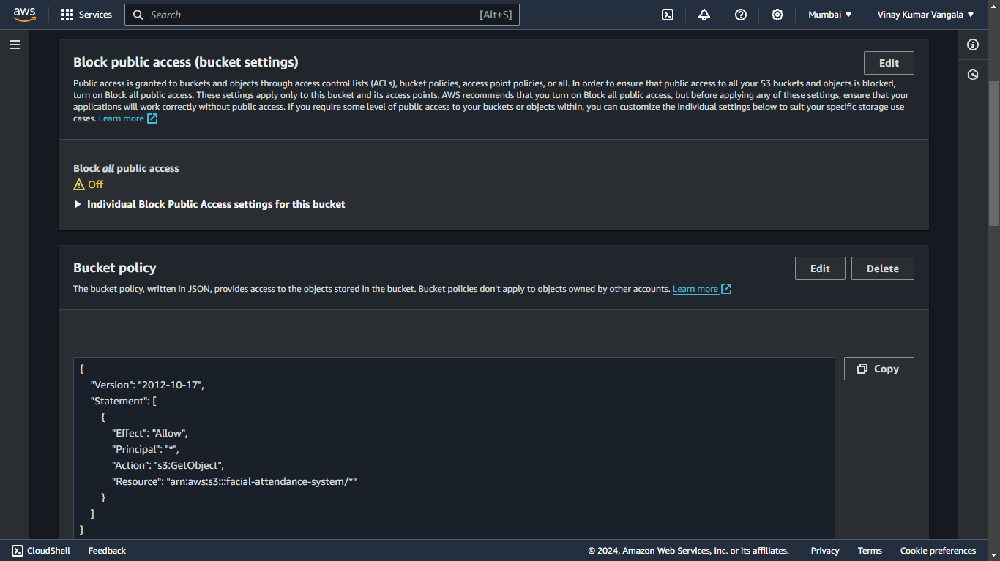 aws
Services
Search
[Alt+S]
Mumbai
Vinay Kumar Vangala
Block public access (bucket settings)
Edit
Public access is granted to buckets and objects through access control lists (ACLs), bucket policies, access point policies, or all. In order to ensure that public access to all your S3 buckets and objects is blocked,
turn on Block all public access. These settings apply only to this bucket and its access points. AWS recommends that you turn on Block all public access, but before applying any of these settings, ensure that your
applications will work correctly without public access. If you require some level of public access to your buckets or objects within, you can customize the individual settings below to suit your specific storage use
cases. Learn more
Block all public access
Off
Individual Block Public Access settings for this bucket
Bucket policy
Edit
Delete
The bucket policy, written in JSON, provides access to the objects stored in the bucket. Bucket policies don't apply to objects owned by other accounts. Learn more
Copy
{
"Version": "2012-10-17",
"Statement": [
{
"Effect": "Allow",
"Principal": "*",
"Action": "s3:GetObject",
"Resource": "arn:aws:s3:::facial-attendance-system/*"
}
]
}
CloudShell
Feedback
© 2024, Amazon Web Services, Inc. or its affiliates.
Privacy
Terms
Cookie preferences